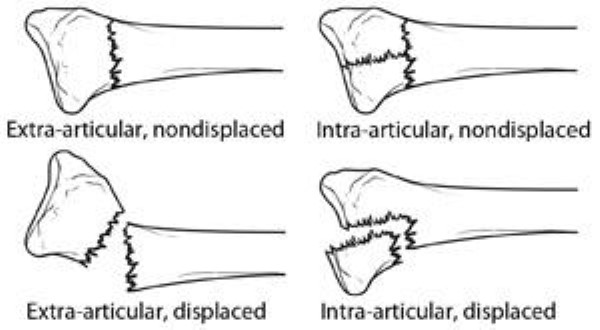 Extra-articular, nondisplaced
Intra-articular, nondisplaced
Extra-articular, displaced
Intra-articular, displaced